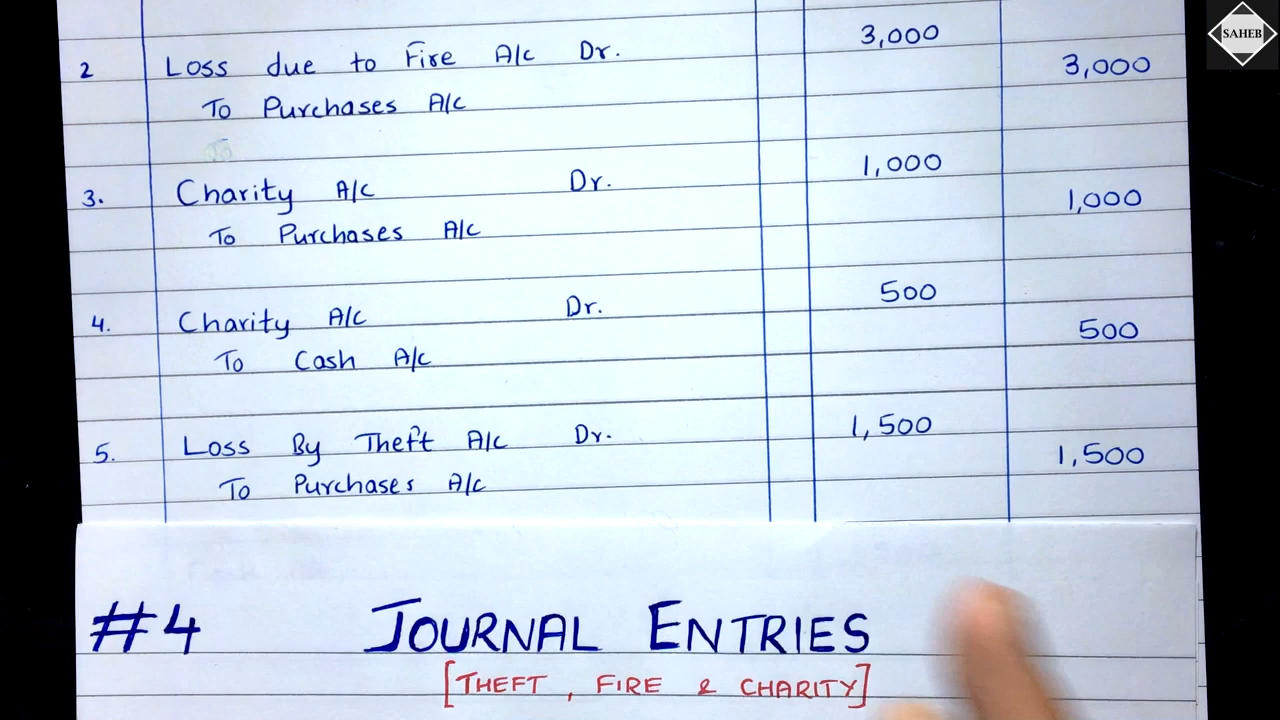 SAHEB
2 Loss due to Fire A/c Dr. 3,000
To Purchases A/c 3,000
3. Charity A/c Dr. 1,000
To Purchases A/c 1,000
4. Charity A/c Dr. 500
To Cash A/c 500
5. Loss By Theft A/c Dr. 1,500
To Purchases A/c 1,500
#4 JOURNAL ENTRIES
[THEFT, FIRE & CHARITY]